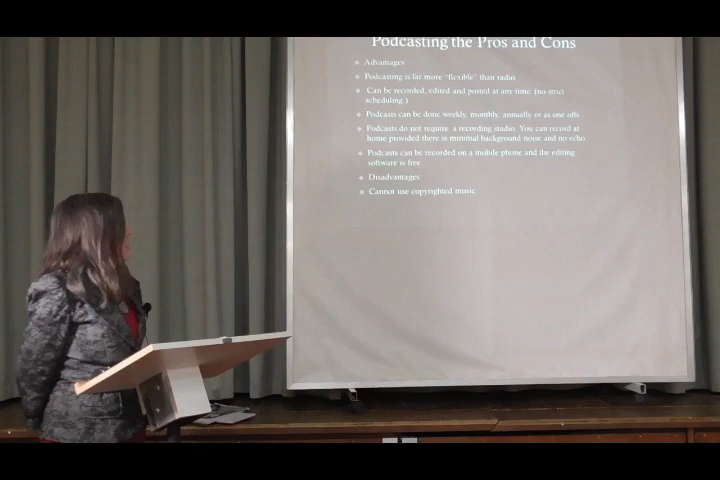 Podcasting the Pros and Cons
Advantages:
Podcasting is far more "flexible" than radio.
Can be recorded, edited and posted at any time (no strict
scheduling.)
Podcasts can be done weekly, monthly, annually or as one offs.
Podcasts do not require a recording studio. You can record at
home provided there is minimal background noise and no echo.
Podcasts can be recorded on a mobile phone and the editing
software is free.
Disadvantages:
Cannot use copyrighted music